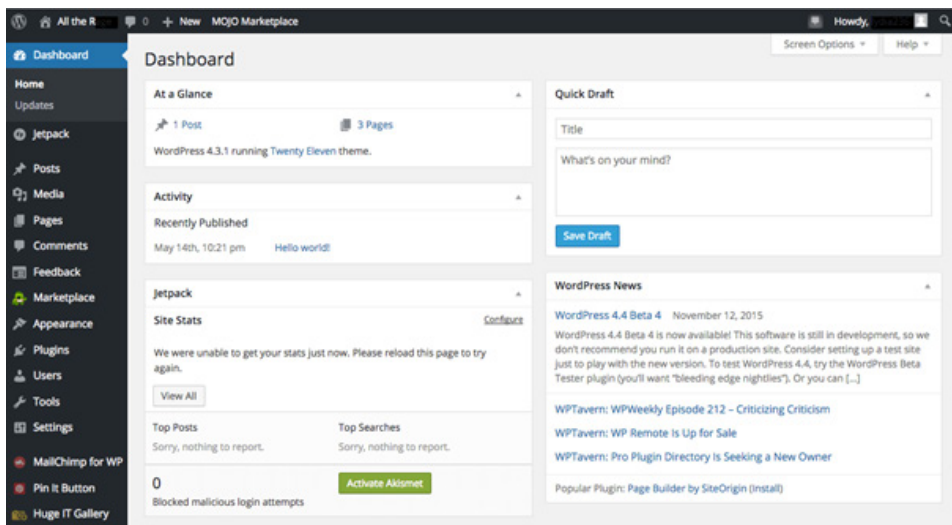 All the R
0
New
MOJO Marketplace
Howdy,
Dashboard
Home
Updates
Jetpack
Posts
Media
Pages
Comments
Feedback
Marketplace
Appearance
Plugins
Users
Tools
Settings
MailChimp for WP
Pin It Button
Huge IT Gallery
Screen Options
Help
Dashboard
At a Glance
1 Post
3 Pages
WordPress 4.3.1 running Twenty Eleven theme.
Activity
Recently Published
May 14th, 10:21 pm Hello world!
Jetpack
Site Stats
Configure
We were unable to get your stats just now. Please reload this page to try
again.
View All
Top Posts
Sorry, nothing to report.
Top Searches
Sorry, nothing to report.
0
Blocked malicious login attempts
Activate Akismet
Quick Draft
Title
What's on your mind?
Save Draft
WordPress News
WordPress 4.4 Beta 4 November 12, 2015
WordPress 4.4 Beta 4 is now available! This software is still in development, so we
don't recommend you run it on a production site. Consider setting up a test site
just to play with the new version. To test WordPress 4.4, try the WordPress Beta
Tester plugin (you'll want "bleeding edge nightlies"). Or you can [...]
WPTavern: WPWeekly Episode 212 – Criticizing Criticism
WPTavern: WP Remote Is Up for Sale
WPTavern: Pro Plugin Directory Is Seeking a New Owner
Popular Plugin: Page Builder by SiteOrigin (Install)